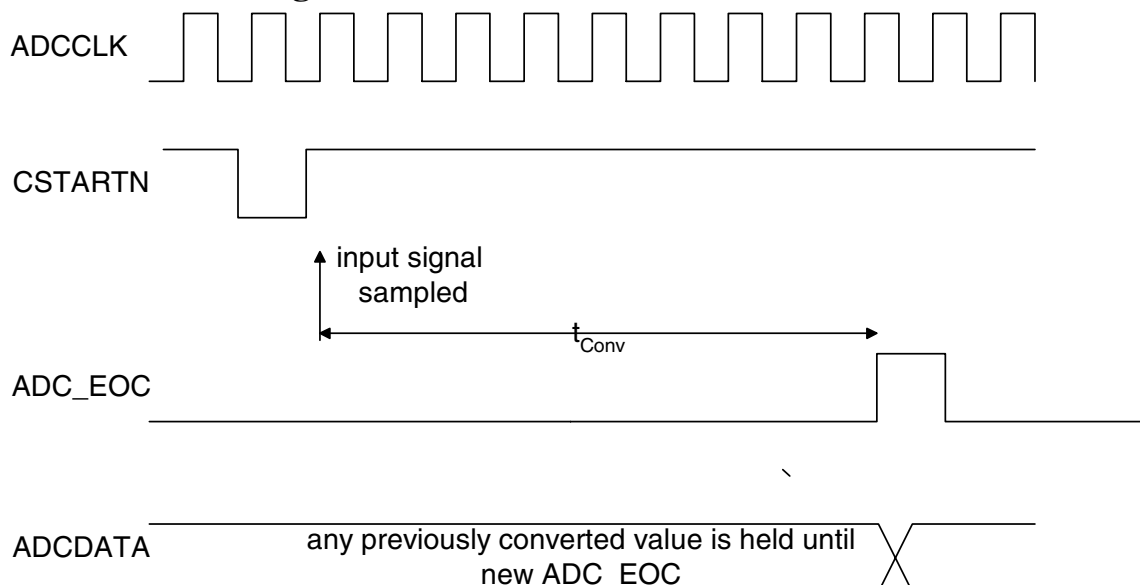 ADCCLK
CSTARTN
input signal
sampled
tConv
ADC_EOC
ADCDATA
any previously converted value is held until
new ADC_EOC